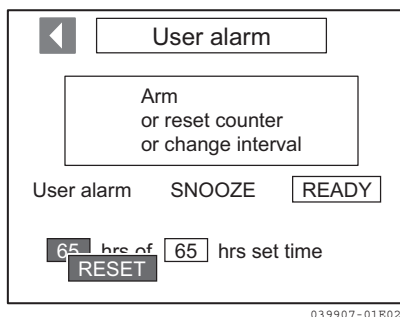 User alarm
Arm
or reset counter
or change interval
User alarm SNOOZE READY
65 hrs of 65 hrs set time
RESET
039907-01E02